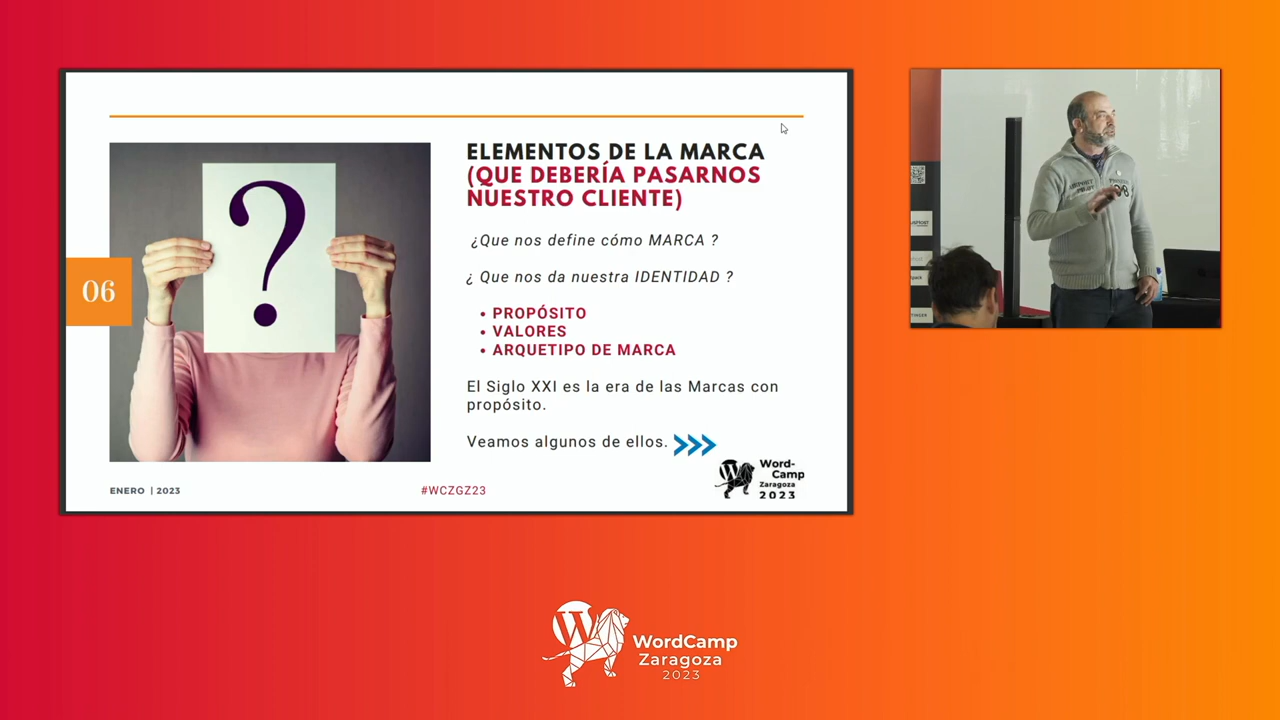 ELEMENTOS DE LA MARCA
(QUE DEBERÍA PASARNOS
NUESTRO CLIENTE)
?
06
¿Que nos define cómo MARCA ?
¿ Que nos da nuestra IDENTIDAD ?
• PROPÓSITO
• VALORES
• ARQUETIPO DE MARCA
El Siglo XXI es la era de las Marcas con
propósito.
Veamos algunos de ellos.
ENERO | 2023
#WCZGZ23
Word-
Camp
Zaragoza
2023
WordCamp
Zaragoza
2023